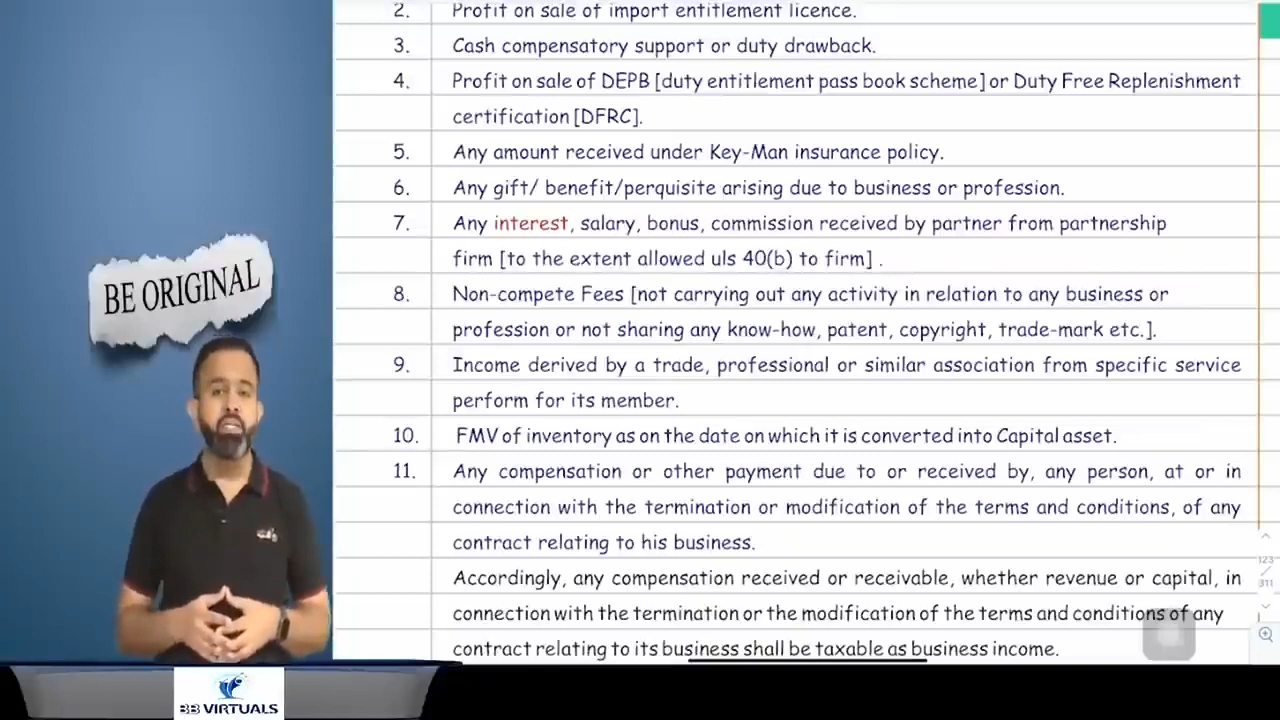 BE ORIGINAL
2. Profit on sale of import entitlement licence.
3. Cash compensatory support or duty drawback.
4. Profit on sale of DEPB [duty entitlement pass book scheme] or Duty Free Replenishment
certification [DFRC].
5. Any amount received under Key-Man insurance policy.
6. Any gift/ benefit/perquisite arising due to business or profession.
7. Any interest, salary, bonus, commission received by partner from partnership
firm [to the extent allowed uls 40(b) to firm] .
8. Non-compete Fees [not carrying out any activity in relation to any business or
profession or not sharing any know-how, patent, copyright, trade-mark etc.].
9. Income derived by a trade, professional or similar association from specific service
perform for its member.
10. FMV of inventory as on the date on which it is converted into Capital asset.
11. Any compensation or other payment due to or received by, any person, at or in
connection with the termination or modification of the terms and conditions, of any
contract relating to his business.
Accordingly, any compensation received or receivable, whether revenue or capital, in
connection with the termination or the modification of the terms and conditions of any
contract relating to its business shall be taxable as business income.
123
/
311
BB VIRTUALS